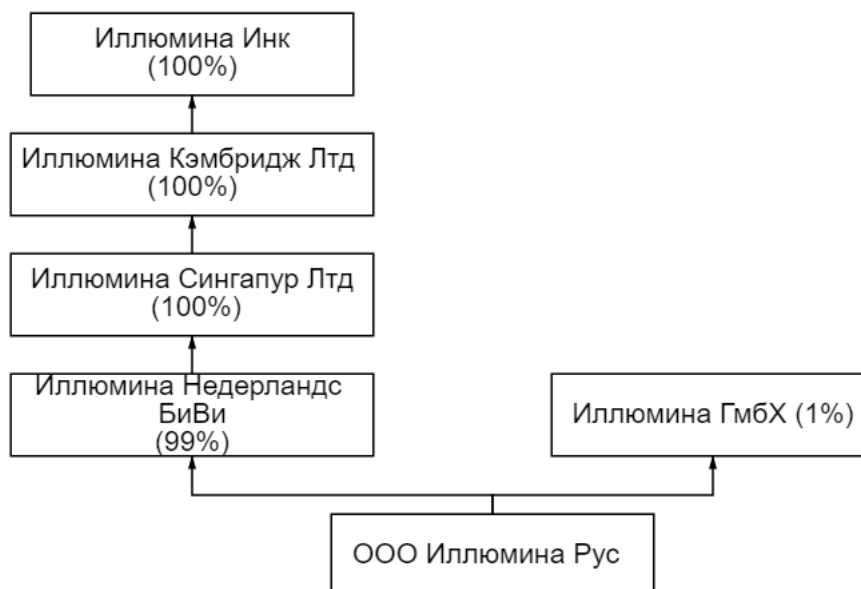 Иллюмина Инк
(100%)
Иллюмина Кэмбридж Лтд
(100%)
Иллюмина Сингапур Лтд
(100%)
Иллюмина Недерландс
БиВи
(99%)
Иллюмина ГмбХ (1%)
ООО Иллюмина Рус